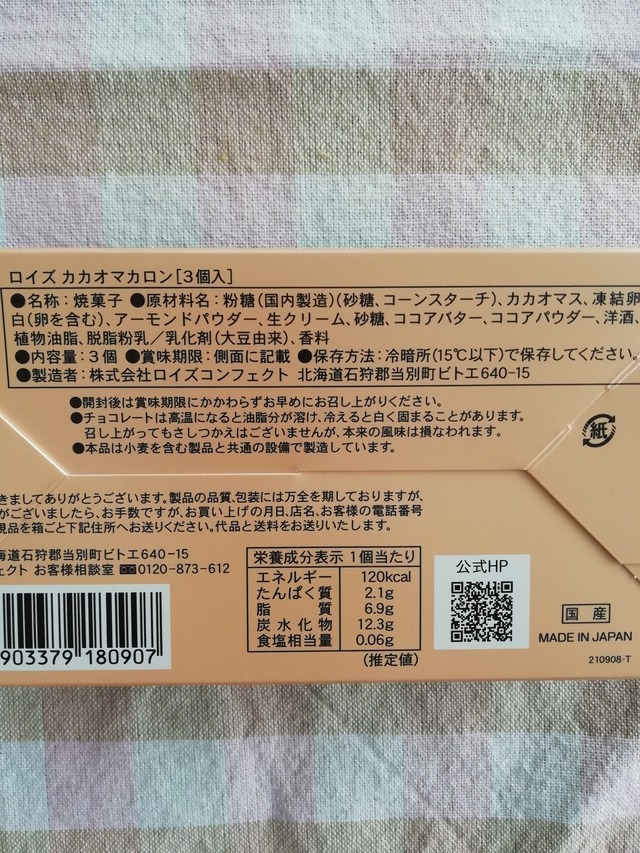 ロイズ カカオマカロン[3個入]
●名称:焼菓子 ●原材料名:粉糖(国内製造)(砂糖、コーンスターチ)、カカオマス、凍結卵
白(卵を含む)、アーモンドパウダー、生クリーム、砂糖、ココアバター、ココアパウダー、洋酒、
植物油脂、脱脂粉乳/乳化剤(大豆由来)、香料
●内容量:3個 ●賞味期限:側面に記載 ●保存方法:冷暗所(15℃以下)で保存してください。
●製造者:株式会社ロイズコンフェクト 北海道石狩郡当別町ビトエ640-15
●開封後は賞味期限にかかわらずお早めにお召し上がりください。
●チョコレートは高温になると油脂分が溶け、冷えると白く固まることがあります。
召し上がってもさしつかえはございませんが、本来の風味は損なわれます。
●本品は小麦を含む製品と共通の設備で製造しています。
紙
きましてありがとうございます。製品の品質、包装には万全を期しておりますが、
がございましたら、お手数ですが、お買い上げの月日、店名、お客様の電話番号
現品を箱ごと下記住所へお送りください。代品と送料をお送りいたします。
海道石狩郡当別町ビトエ640-15
フェクト お客様相談室 0120-873-612
903379 180907
栄養成分表示 1個当たり
エネルギー 120kcal
たんぱく質 2.1g
脂質 6.9g
炭水化物 12.3g
食塩相当量 0.06g
(推定値)
公式HP
国産
MADE IN JAPAN
210908-T